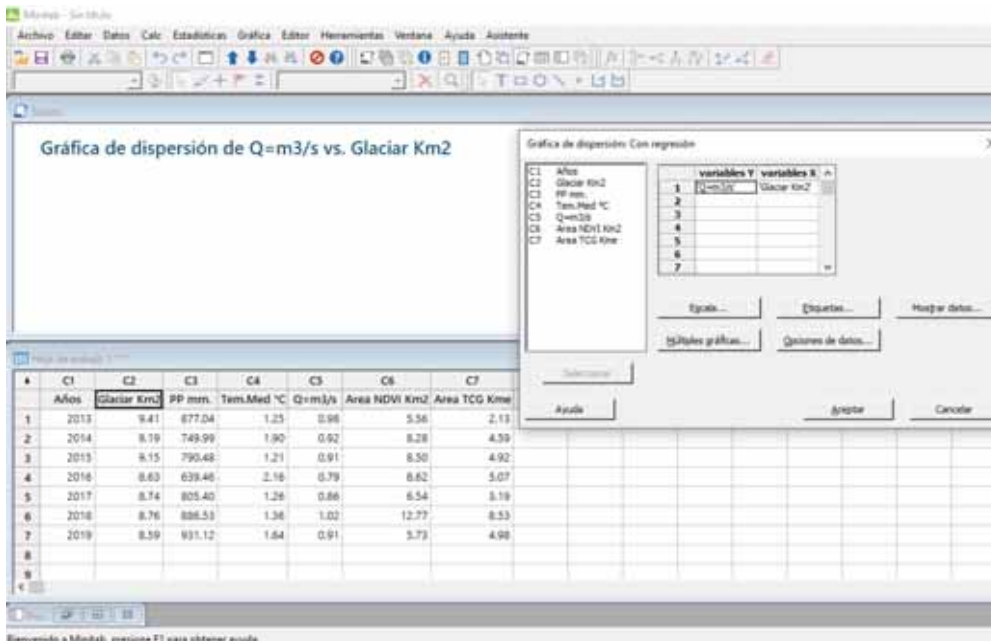 Minitab - Sin título
Archivo Editar Datos Calc Estadísticas Gráfica Editor Herramientas Ventana Ayuda Asistente
Gráfica de dispersión de Q=m3/s vs. Glaciar Km2
Gráfica de dispersión: Con regresión
C1 Años
C2 Glaciar Km2
C3 PP mm.
C4 Tem.Med °C
C5 Q=m3/s
C6 Area NDVI Km2
C7 Area TCG Kme
variables Y variables X
1 'Q=m3/s' 'Glaciar Km2'
2
3
4
5
6
7
Escala... Etiquetas... Mostrar datos...
Múltiples gráficas... Opciones de datos...
Seleccionar
Ayuda Aceptar Cancelar
Hoja de trabajo 1 ***
C1 C2 C3 C4 C5 C6 C7
Años Glaciar Km2 PP mm. Tem.Med °C Q=m3/s Area NDVI Km2 Area TCG Kme
1 2013 9.41 877.04 1.25 0.98 5.56 2.13
2 2014 9.19 749.99 1.90 0.92 8.28 4.59
3 2015 9.15 790.48 1.21 0.91 8.50 4.92
4 2016 8.63 639.46 2.16 0.79 8.62 5.07
5 2017 8.74 805.40 1.26 0.86 6.54 3.19
6 2018 8.76 886.53 1.36 1.02 12.77 8.53
7 2019 8.59 931.12 1.64 0.91 5.73 4.98
8
9
Bienvenido a Minitab, presione F1 para obtener ayuda.